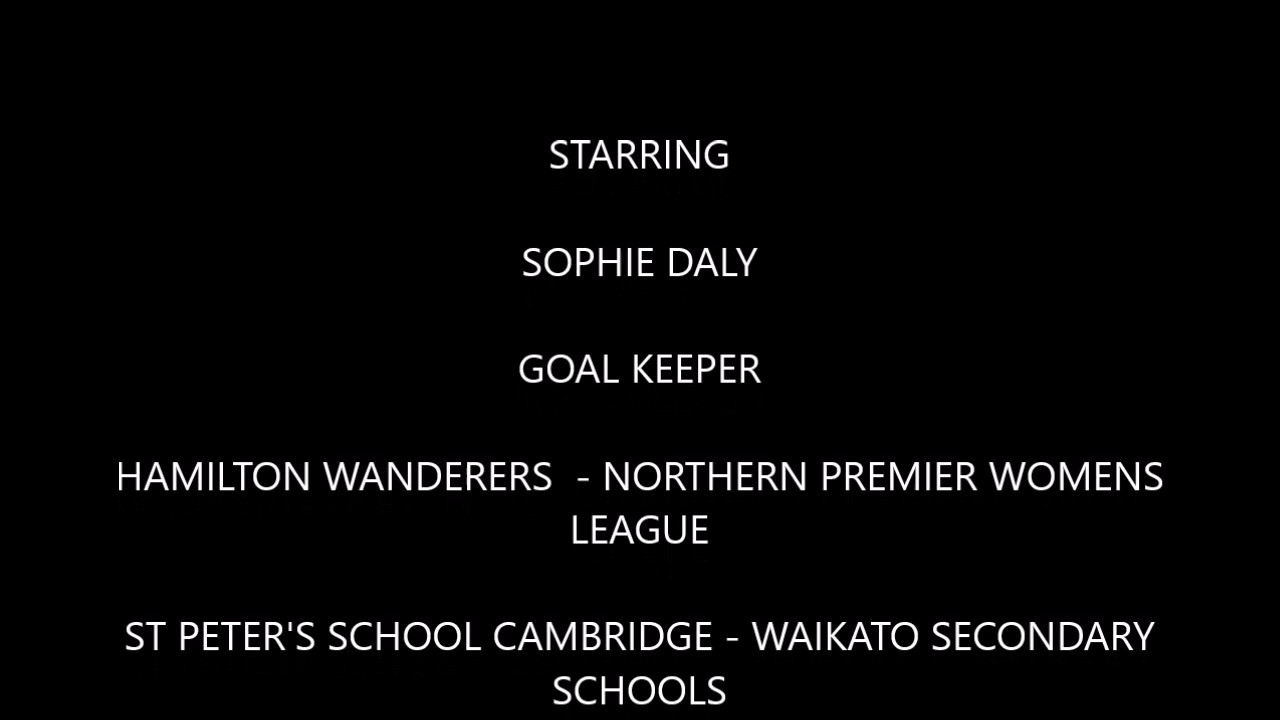 STARRING
SOPHIE DALY
GOAL KEEPER
HAMILTON WANDERERS  - NORTHERN PREMIER WOMENS
LEAGUE
ST PETER'S SCHOOL CAMBRIDGE - WAIKATO SECONDARY
SCHOOLS